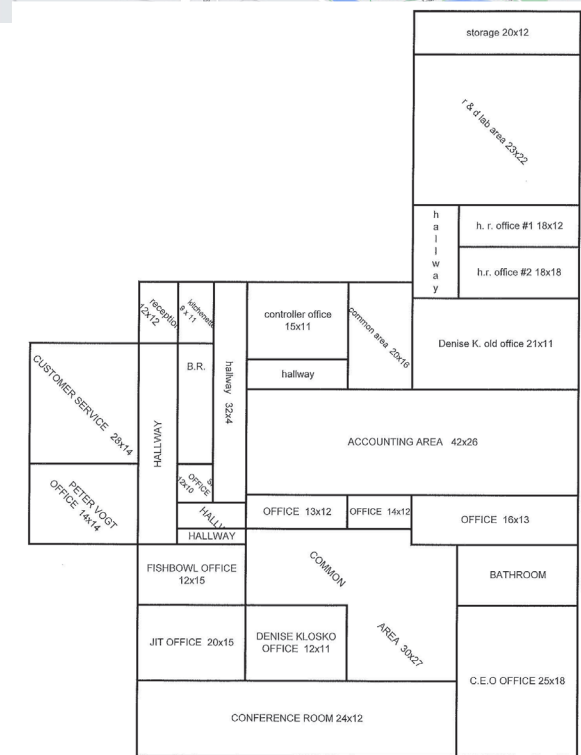 storage 20x12
r & d lab area 23x22
h
a
l
l
w
a
y
h. r. office #1 18x12
h.r. office #2 18x18
reception
12x12
kitchenette
8 x 11
hallway 32x4
controller office
15x11
common area 20x16
Denise K. old office 21x11
B.R.
hallway
CUSTOMER SERVICE 28x14
HALLWAY
ACCOUNTING AREA 42x26
PETER VOGT
OFFICE 14x14
OFFICE
12x10
HALL
OFFICE 13x12
OFFICE 14x12
OFFICE 16x13
HALLWAY
FISHBOWL OFFICE
12x15
COMMON
AREA 30x27
BATHROOM
JIT OFFICE 20x15
DENISE KLOSKO
OFFICE 12x11
C.E.O OFFICE 25x18
CONFERENCE ROOM 24x12